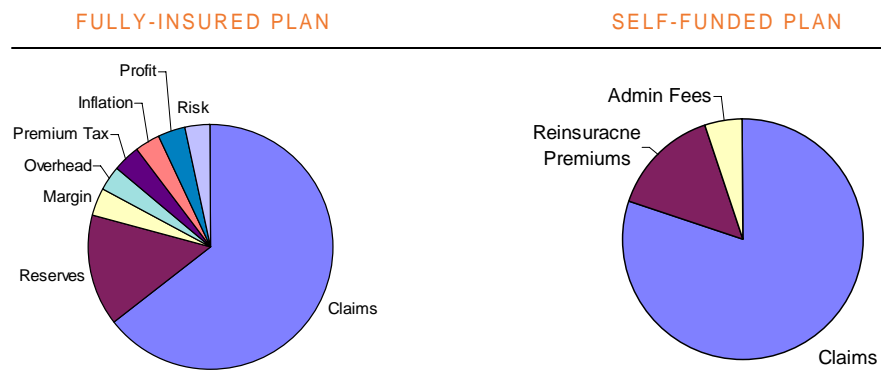 FULLY-INSURED PLAN
Profit
Inflation
Risk
Premium Tax
Overhead
Margin
Reserves
Claims
SELF-FUNDED PLAN
Admin Fees
Reinsuracne
Premiums
Claims